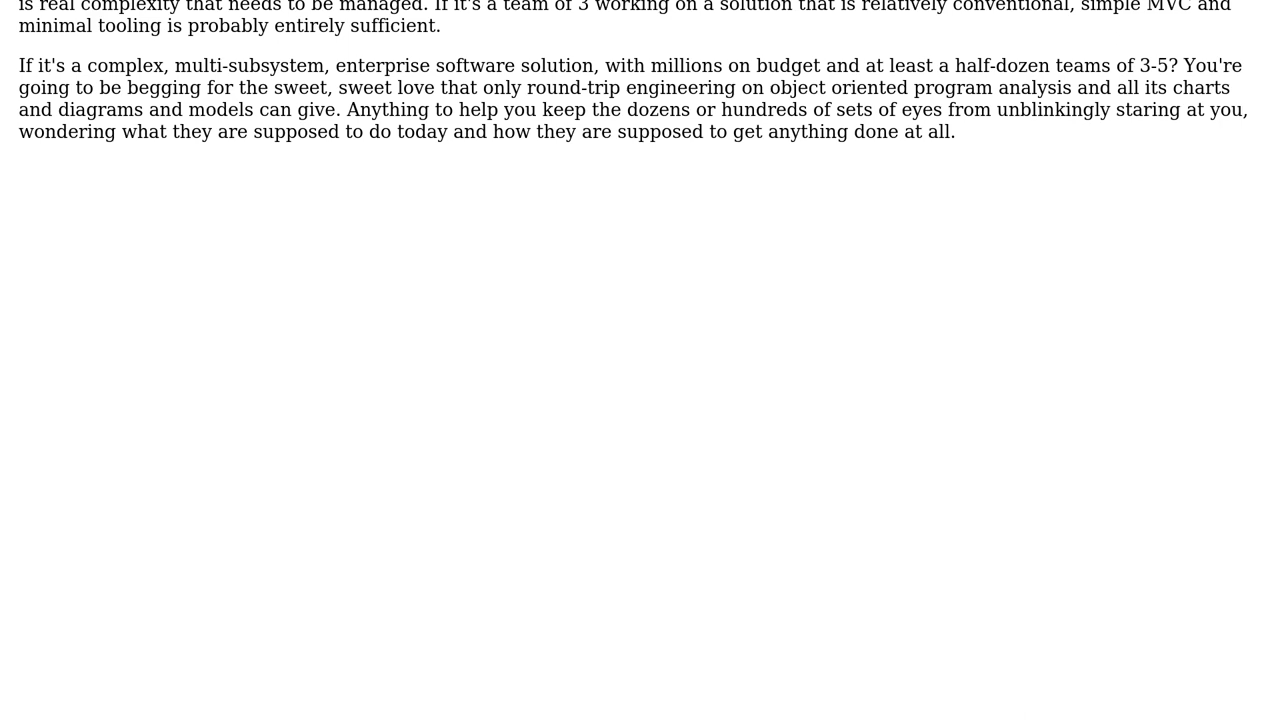 is real complexity that needs to be managed. If it's a team of 3 working on a solution that is relatively conventional, simple MVC and
minimal tooling is probably entirely sufficient.
If it's a complex, multi-subsystem, enterprise software solution, with millions on budget and at least a half-dozen teams of 3-5? You're
going to be begging for the sweet, sweet love that only round-trip engineering on object oriented program analysis and all its charts
and diagrams and models can give. Anything to help you keep the dozens or hundreds of sets of eyes from unblinkingly staring at you,
wondering what they are supposed to do today and how they are supposed to get anything done at all.